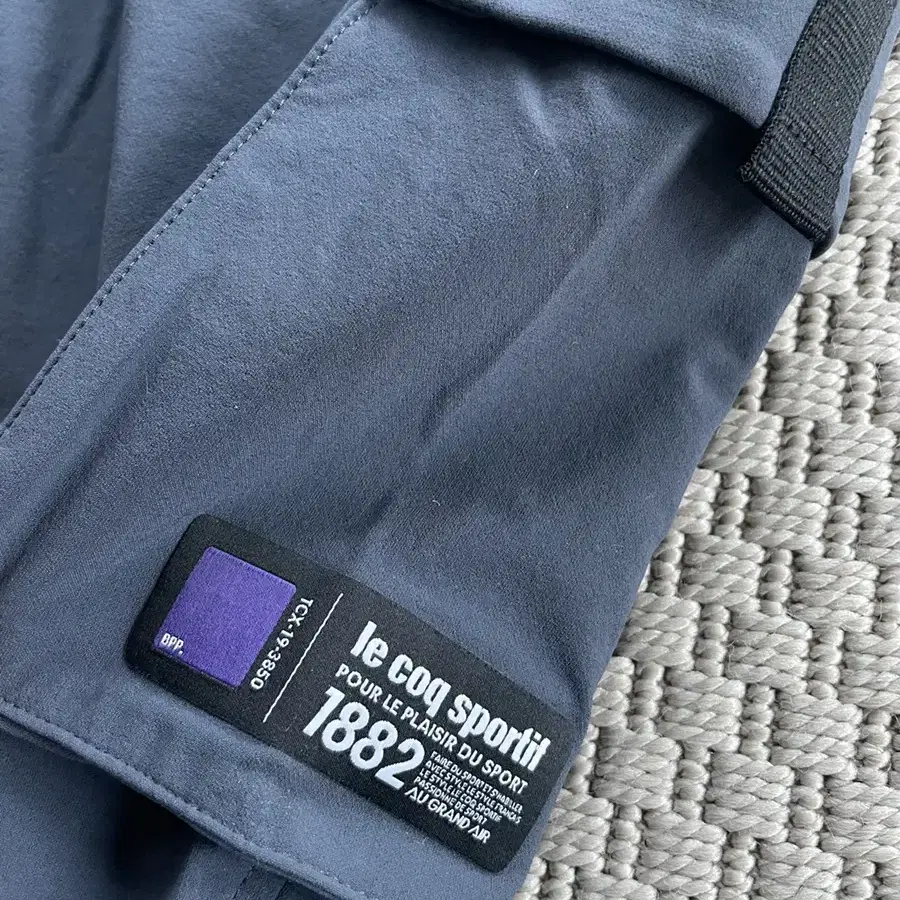 BPP.
TCX-19-3850
le coq sportif
POUR LE PLAISIR DU SPORT
1882
FAIRE DU SPORT ET S'HABILLER
AVEC STYLE LE STYLE FRANÇAIS
LE STYLE LE COQ SPORTIF
PASSIONNE DE SPORT
AU GRAND AIR